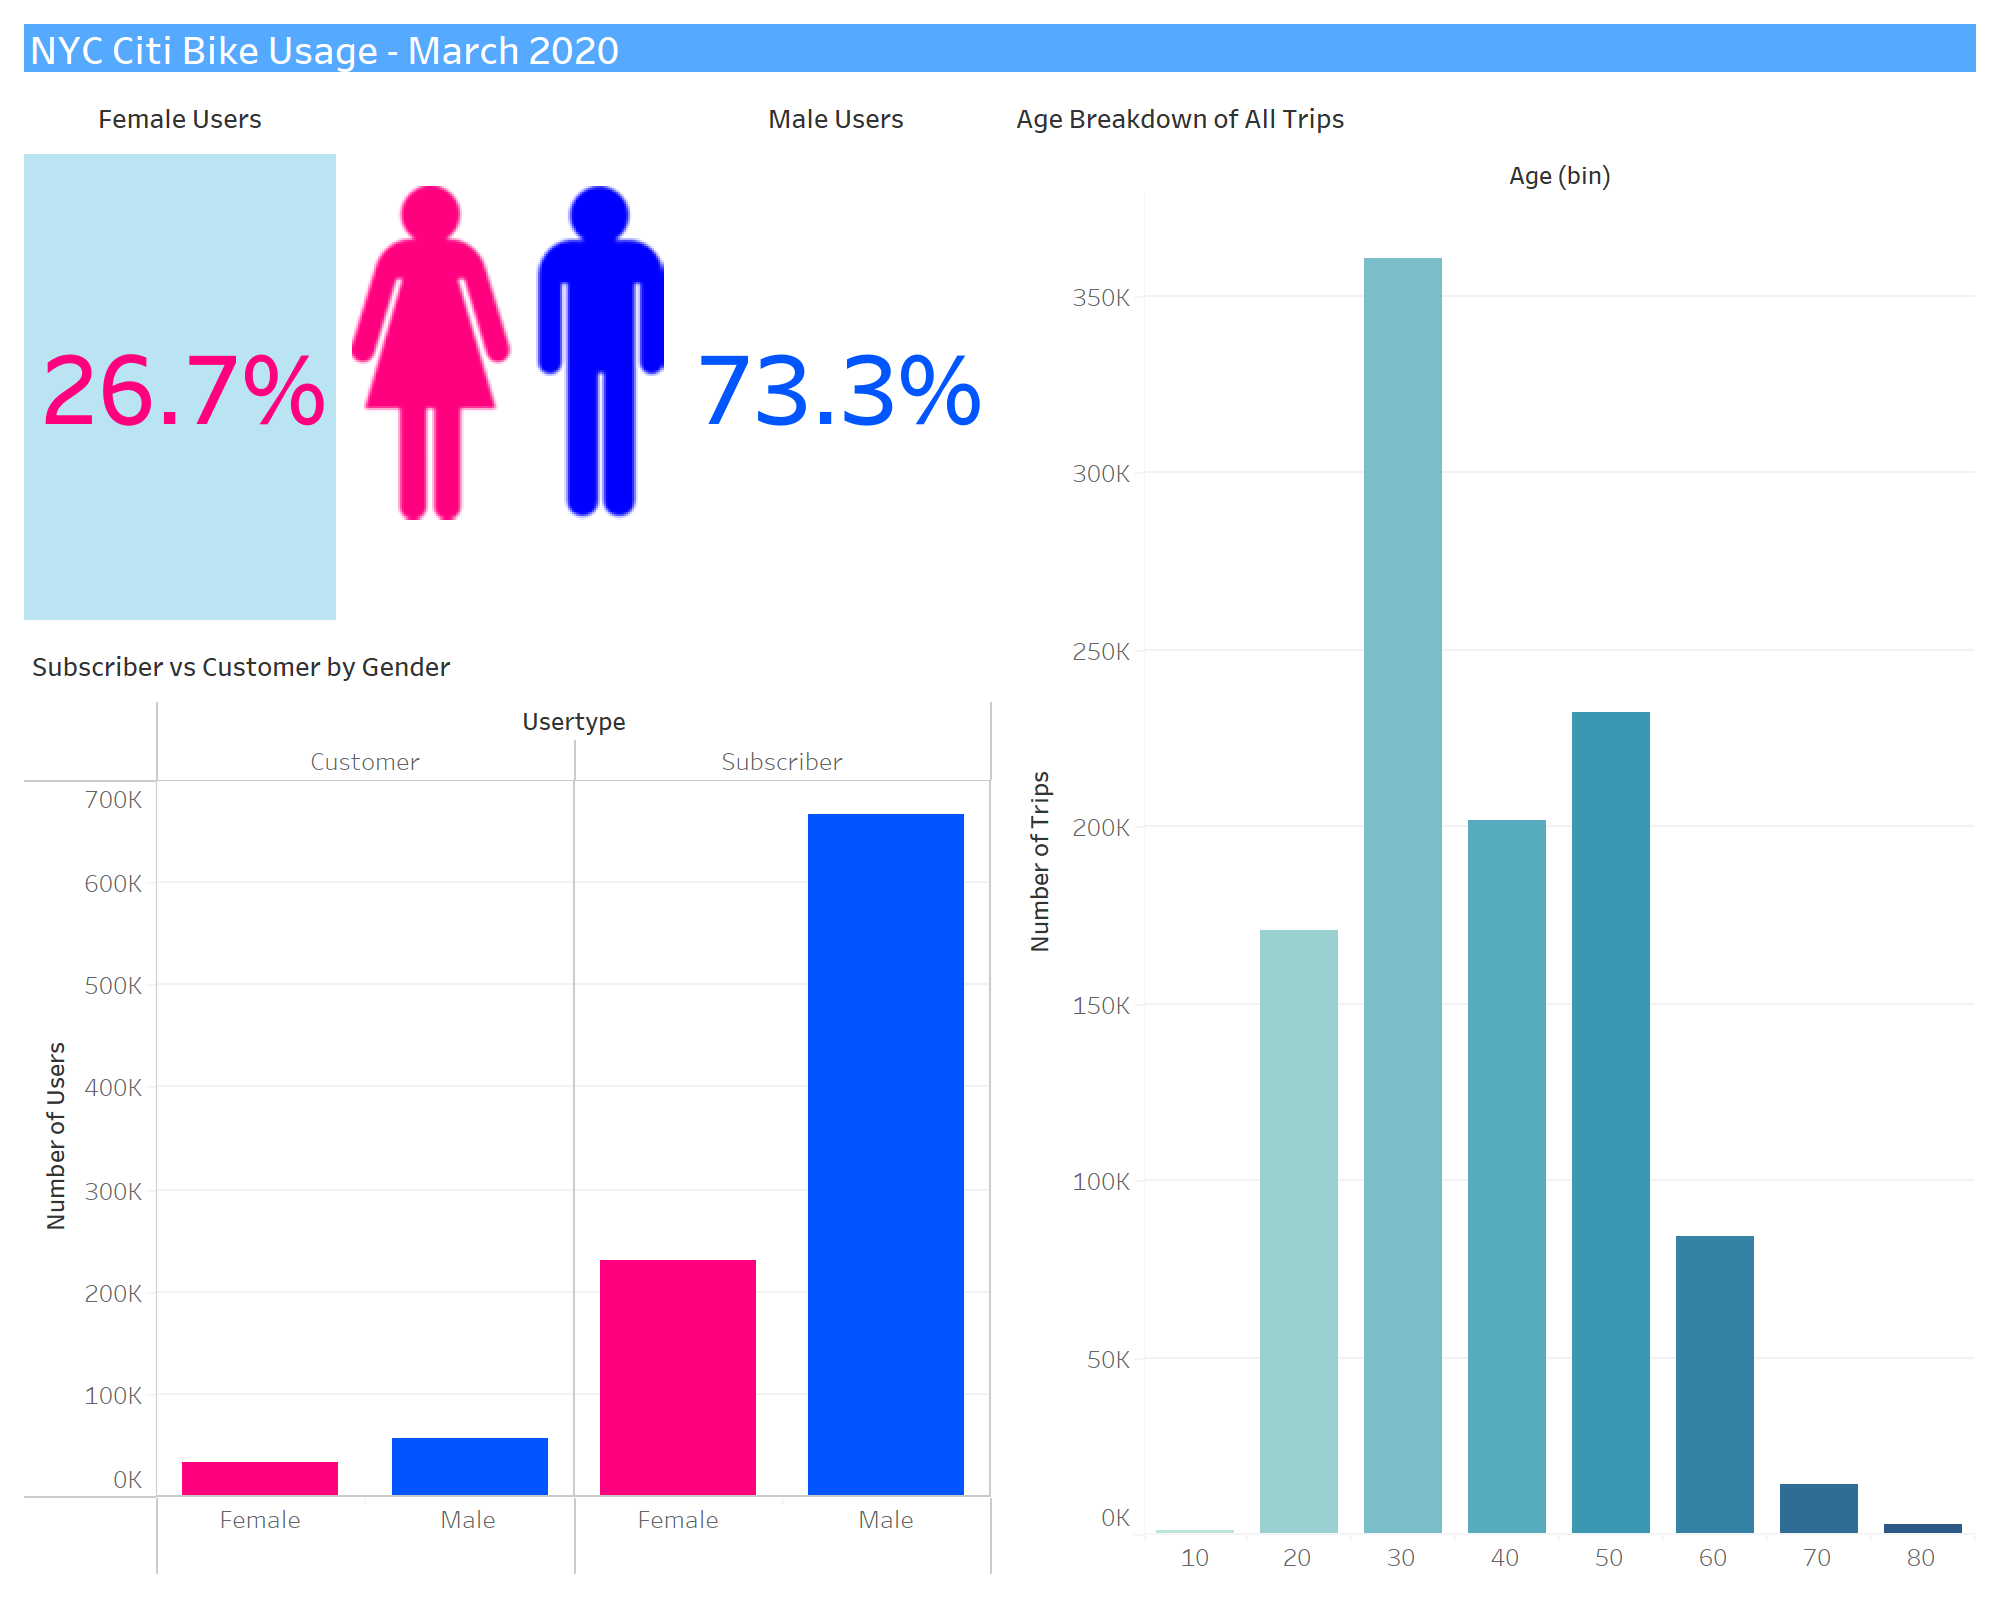 NYC Citi Bike Usage - March 2020
Female Users
Male Users
26.7%
73.3%
Subscriber vs Customer by Gender
Usertype
Customer
Subscriber
Number of Users
700K
600K
500K
400K
300K
200K
100K
0K
Female
Male
Female
Male
Age Breakdown of All Trips
Age (bin)
Number of Trips
350K
300K
250K
200K
150K
100K
50K
0K
10
20
30
40
50
60
70
80